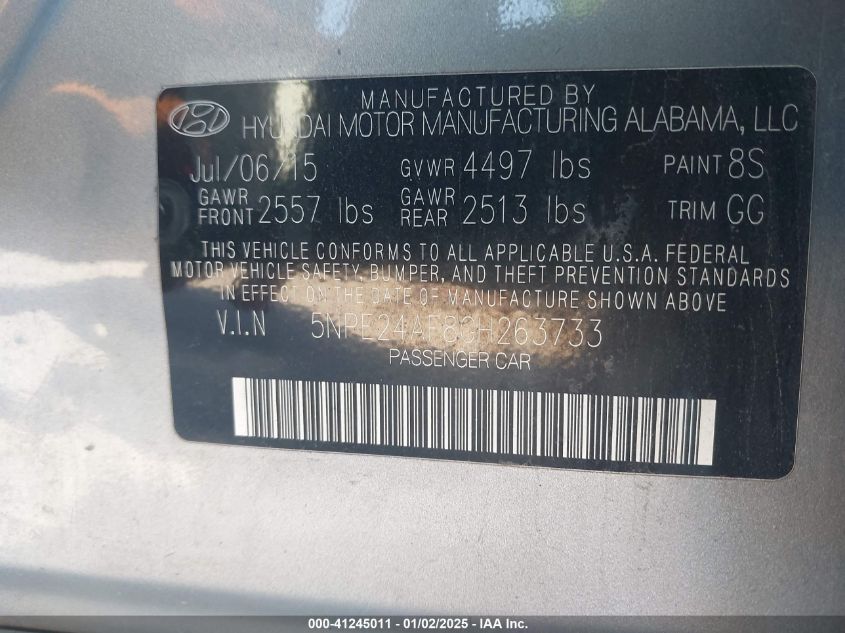 MANUFACTURED BY
HYUNDAI MOTOR MANUFACTURING ALABAMA, LLC
Jul/06/15 GVWR 4497 lbs PAINT 8S
GAWR FRONT 2557 lbs GAWR REAR 2513 lbs TRIM GG
THIS VEHICLE CONFORMS TO ALL APPLICABLE U.S.A. FEDERAL
MOTOR VEHICLE SAFETY, BUMPER, AND THEFT PREVENTION STANDARDS
IN EFFECT ON THE DATE OF MANUFACTURE SHOWN ABOVE
V.I.N 5NPE24AF8GH263733
PASSENGER CAR
000-41245011 - 01/02/2025 - IAA Inc.